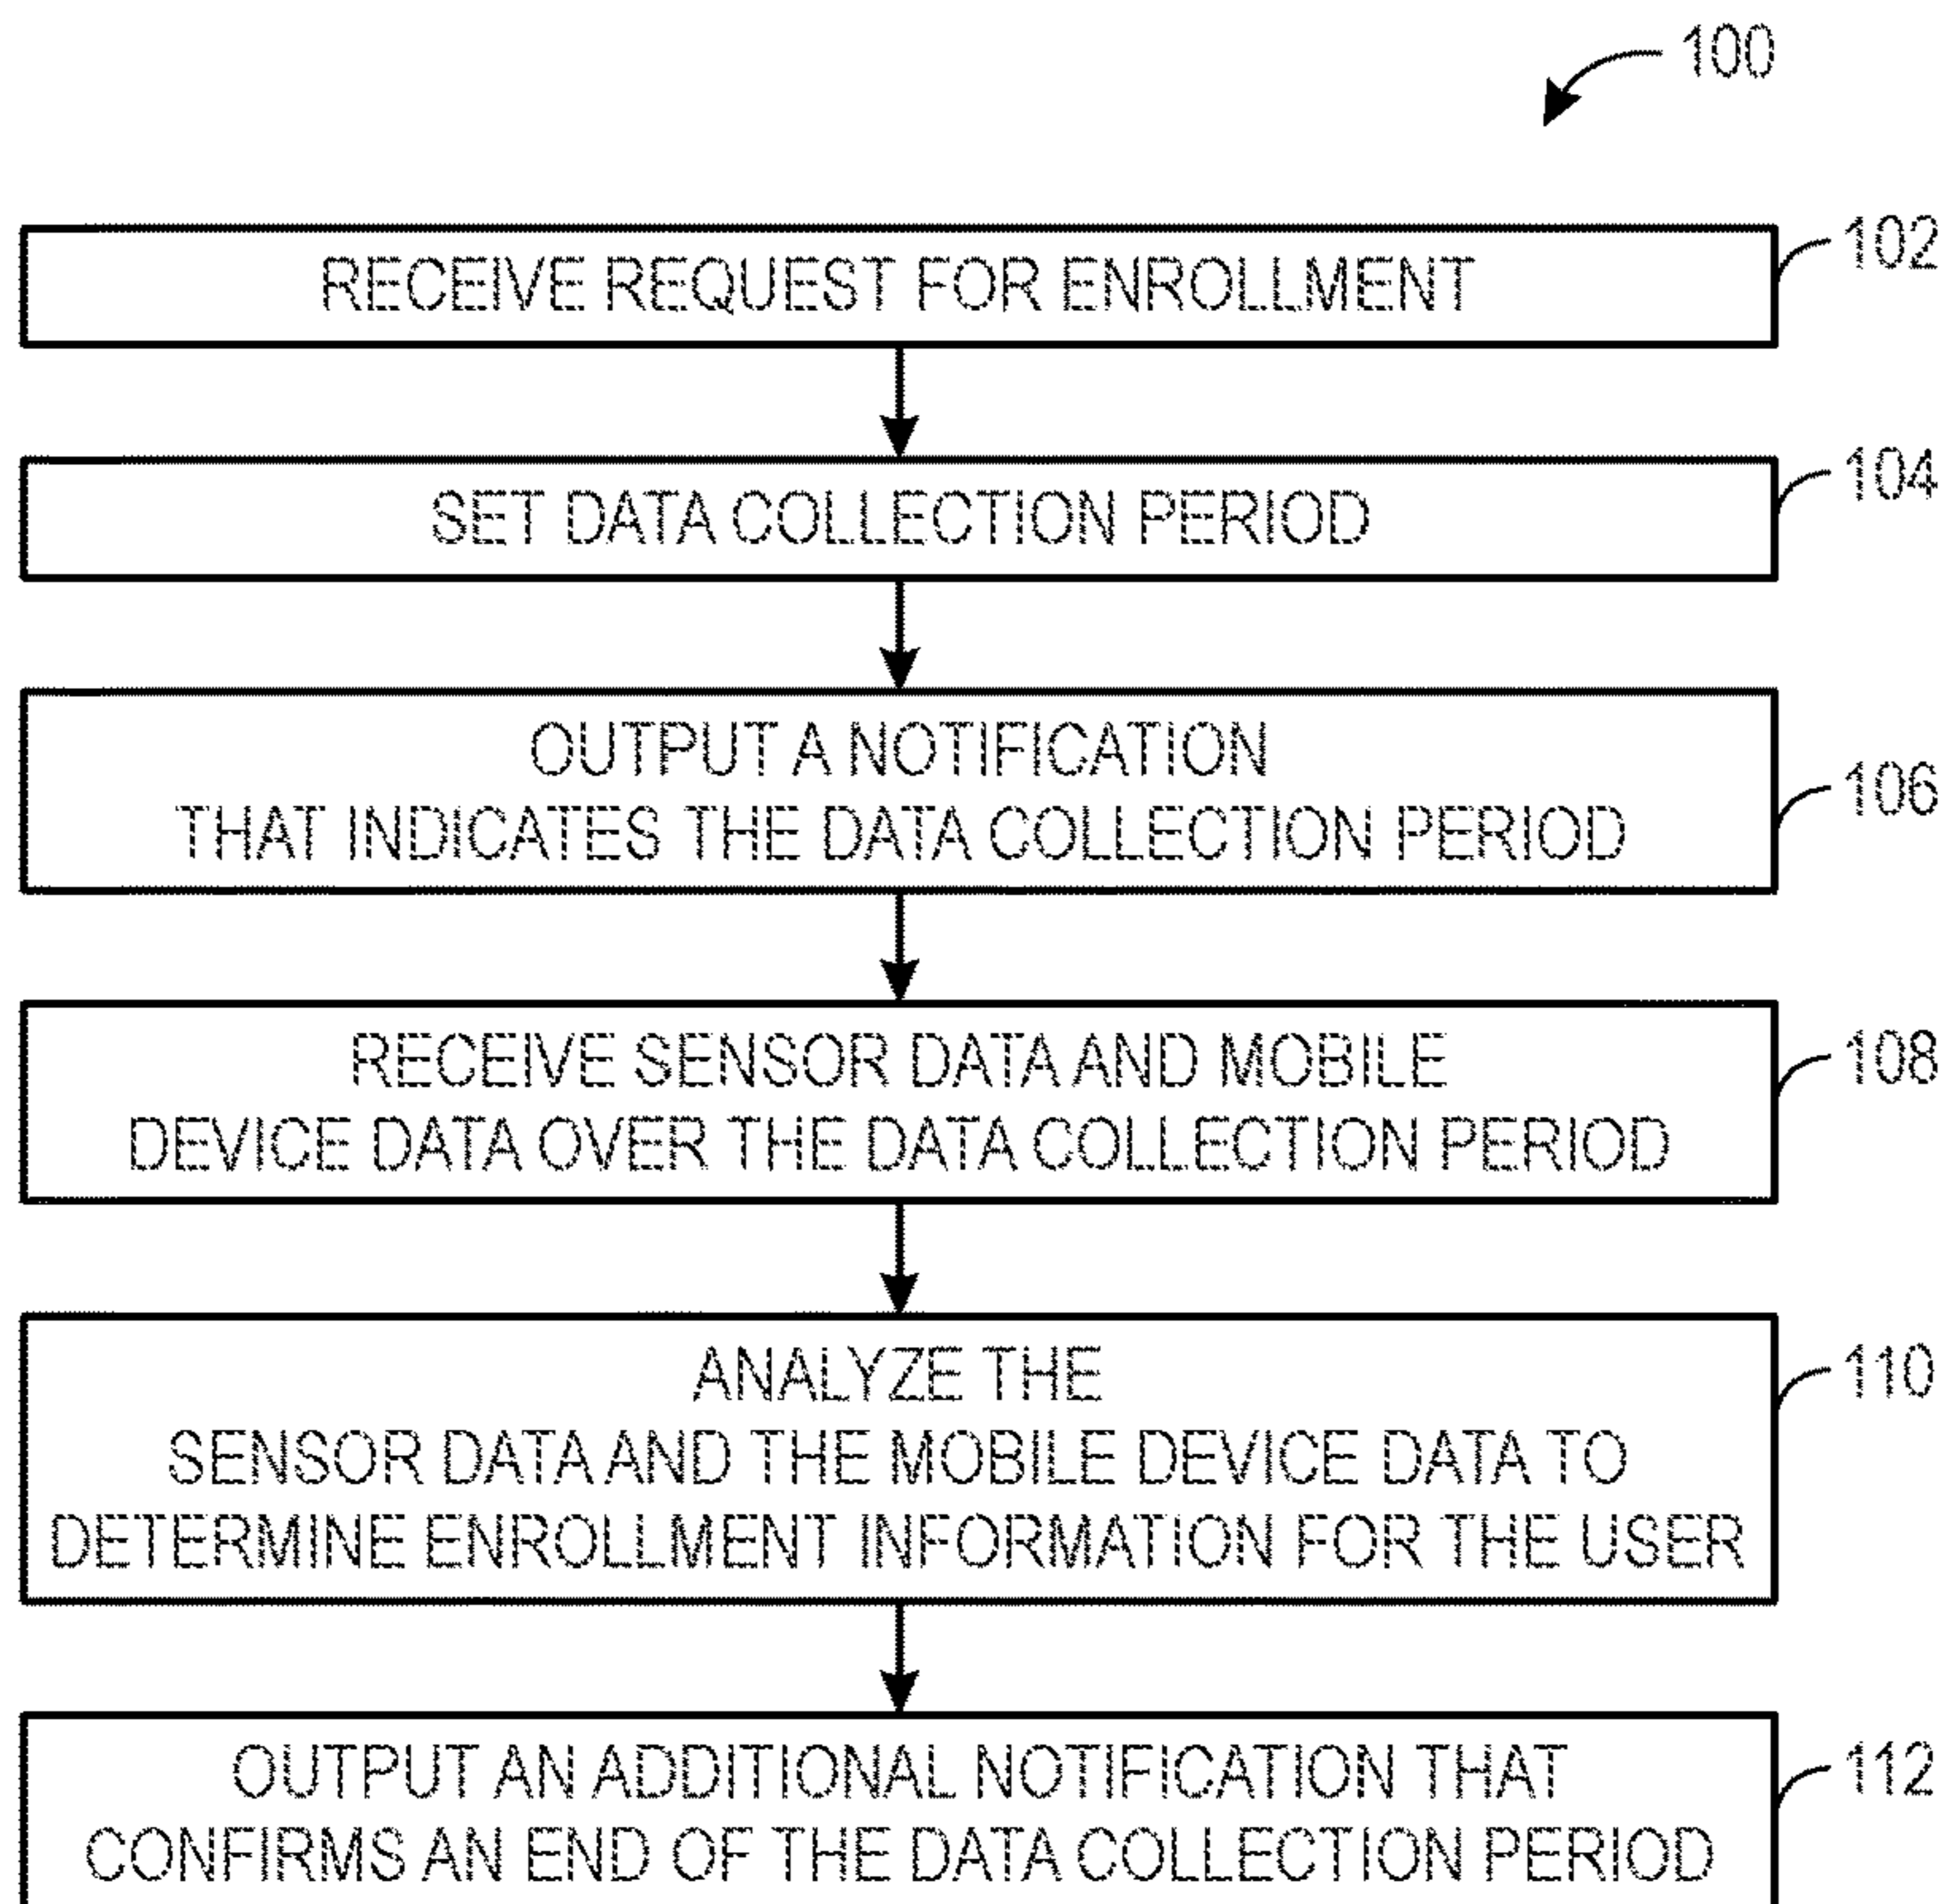 100
RECEIVE REQUEST FOR ENROLLMENT
102
SET DATA COLLECTION PERIOD
104
OUTPUT A NOTIFICATION
THAT INDICATES THE DATA COLLECTION PERIOD
106
RECEIVE SENSOR DATA AND MOBILE
DEVICE DATA OVER THE DATA COLLECTION PERIOD
108
ANALYZE THE
SENSOR DATA AND THE MOBILE DEVICE DATA TO
DETERMINE ENROLLMENT INFORMATION FOR THE USER
110
OUTPUT AN ADDITIONAL NOTIFICATION THAT
CONFIRMS AN END OF THE DATA COLLECTION PERIOD
112